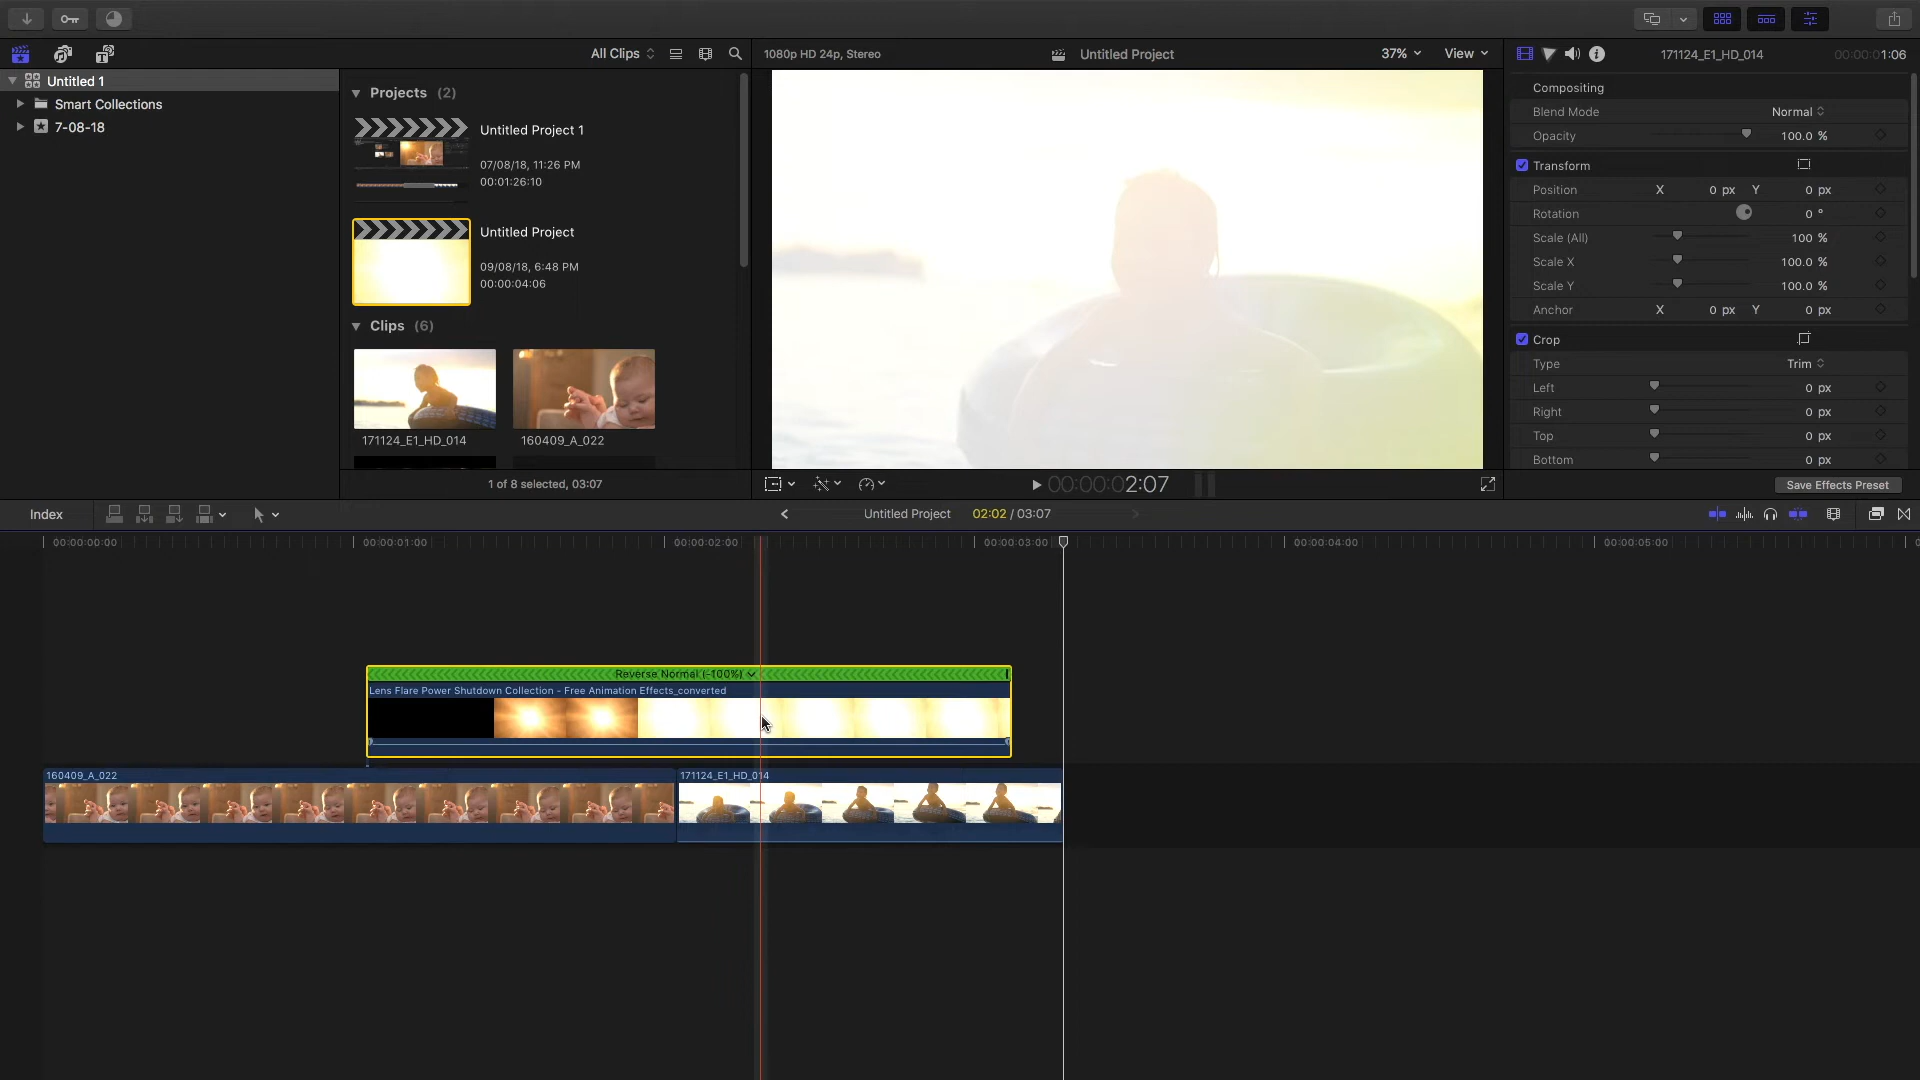 All Clips
1080p HD 24p, Stereo
Untitled Project
37%
View
171124_E1_HD_014
00:00:01:06
Untitled 1
Smart Collections
7-08-18
Projects (2)
Untitled Project 1
07/08/18, 11:26 PM
00:01:26:10
Untitled Project
09/08/18, 6:48 PM
00:00:04:06
Clips (6)
171124_E1_HD_014
160409_A_022
1 of 8 selected, 03:07
00:00:02:07
Compositing
Blend Mode Normal
Opacity 100.0 %
Transform
Position X 0 px Y 0 px
Rotation 0 °
Scale (All) 100 %
Scale X 100.0 %
Scale Y 100.0 %
Anchor X 0 px Y 0 px
Crop
Type Trim
Left 0 px
Right 0 px
Top 0 px
Bottom 0 px
Save Effects Preset
Index
Untitled Project
02:02 / 03:07
00:00:00:00
00:00:01:00
00:00:02:00
00:00:03:00
00:00:04:00
00:00:05:00
Reverse Normal (-100%)
Lens Flare Power Shutdown Collection - Free Animation Effects_converted
160409_A_022
171124_E1_HD_014